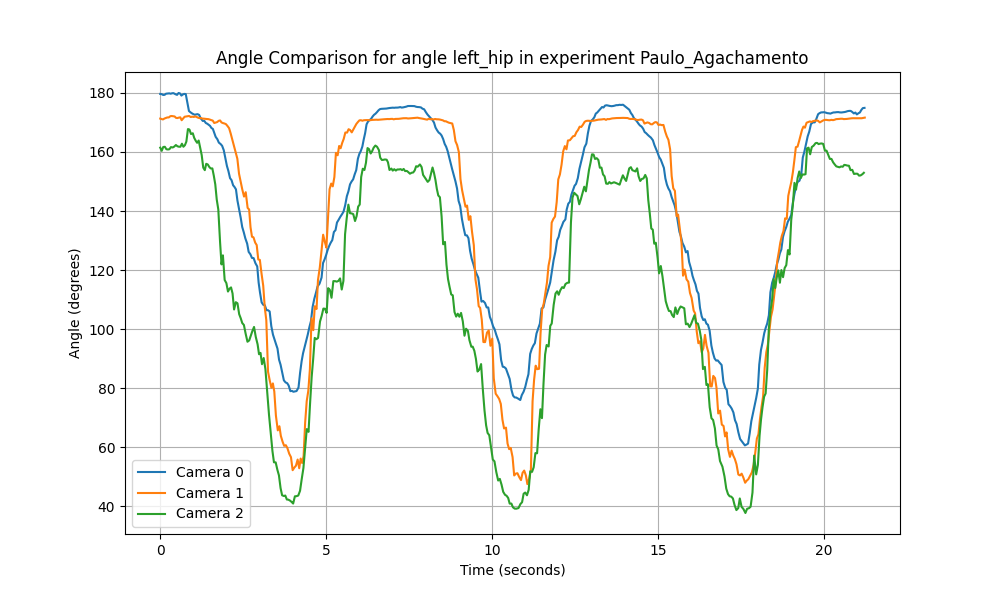 Angle Comparison for angle left_hip in experiment Paulo_Agachamento
180
160
140
120
100
80
60
40
Angle (degrees)
Camera 0
Camera 1
Camera 2
0 5 10 15 20
Time (seconds)